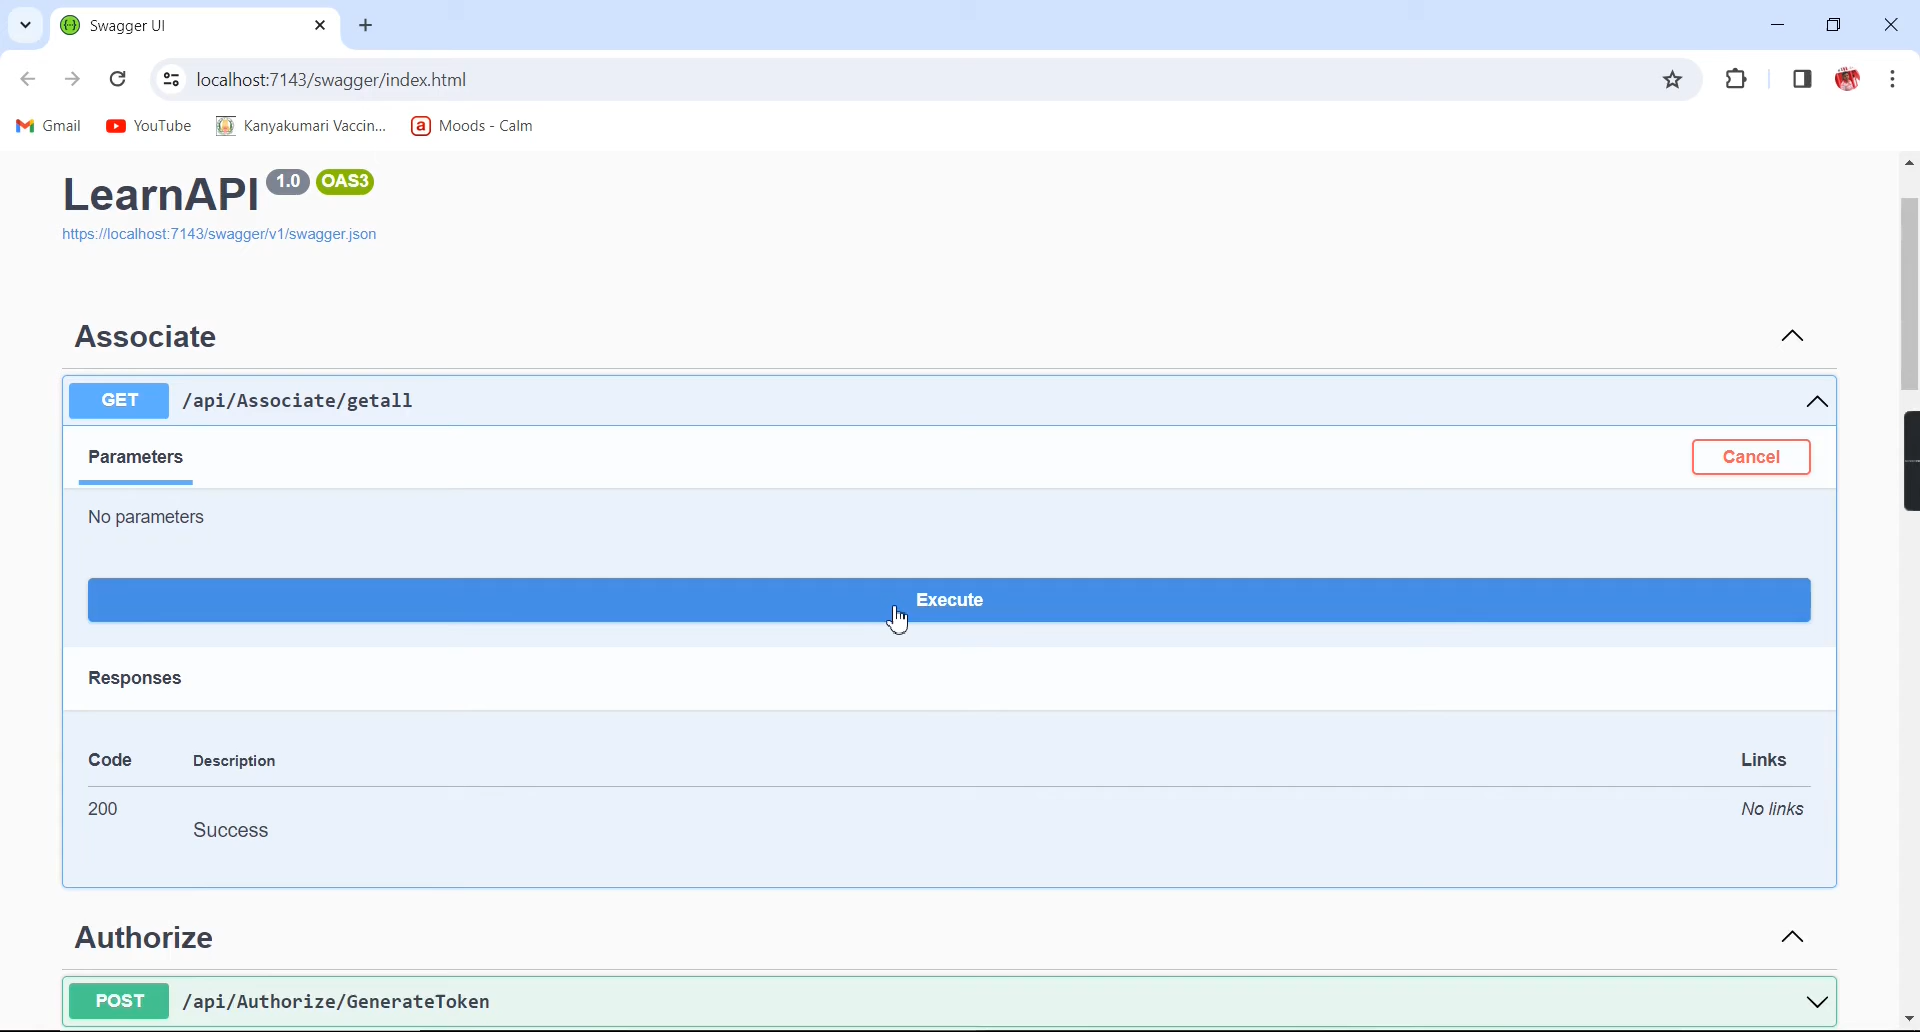 Swagger UI
localhost:7143/swagger/index.html
Gmail YouTube Kanyakumari Vaccin... a Moods - Calm
LearnAPI 1.0 OAS3
https://localhost:7143/swagger/v1/swagger.json
Associate
GET /api/Associate/getall
Parameters Cancel
No parameters
Execute
Responses
Code Description Links
200 No links
Success
Authorize
POST /api/Authorize/GenerateToken